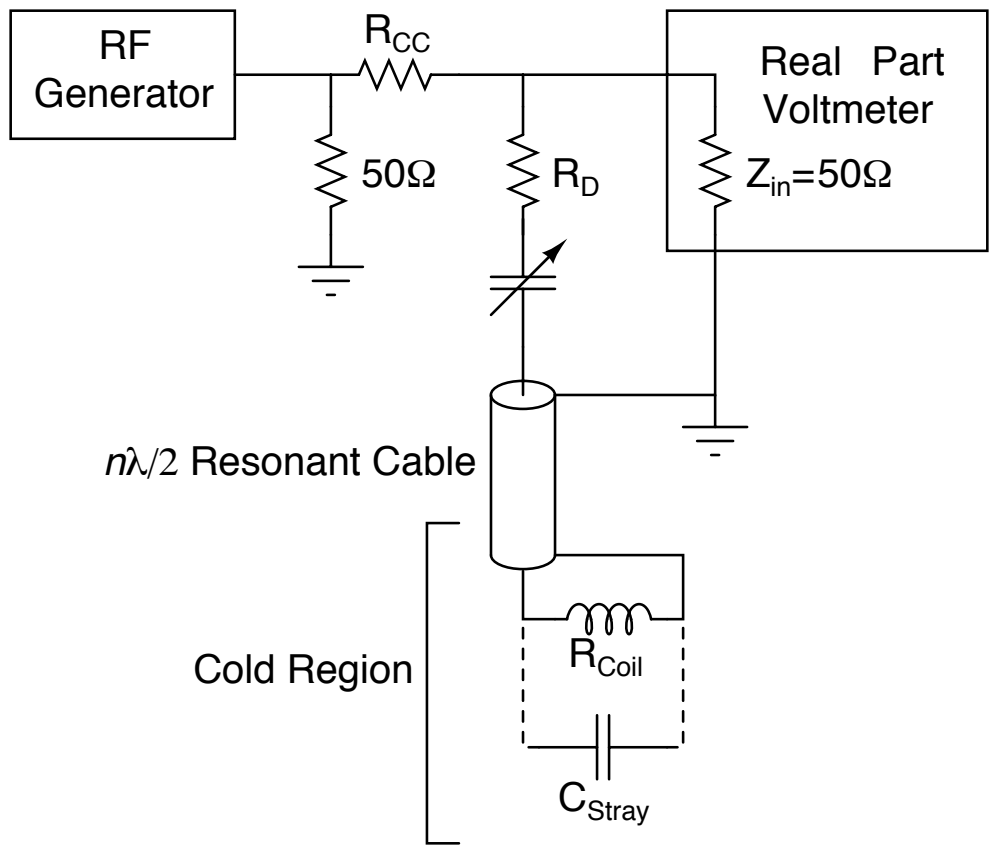 RF
Generator
R_CC
50Ω
R_D
Real Part
Voltmeter
Z_in=50Ω
nλ/2 Resonant Cable
Cold Region
R_Coil
C_Stray